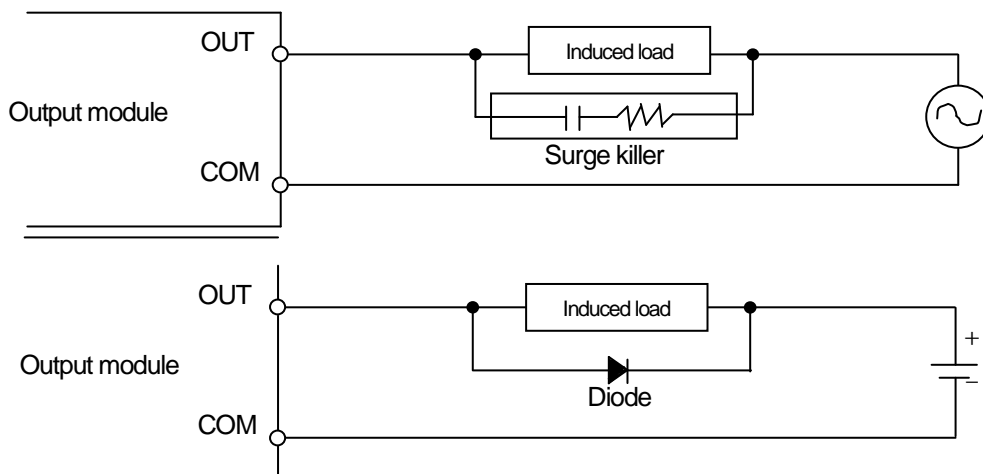 OUT
Induced load
Output module
Surge killer
COM
OUT
Induced load
+
Output module
−
Diode
COM